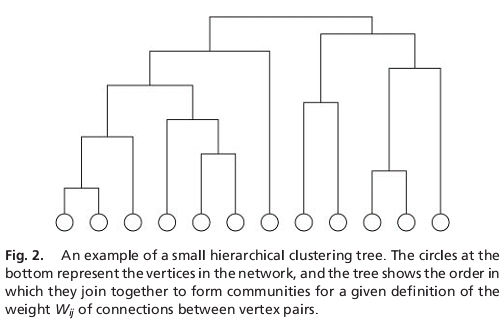 Fig. 2. An example of a small hierarchical clustering tree. The circles at the
bottom represent the vertices in the network, and the tree shows the order in
which they join together to form communities for a given definition of the
weight Wij of connections between vertex pairs.